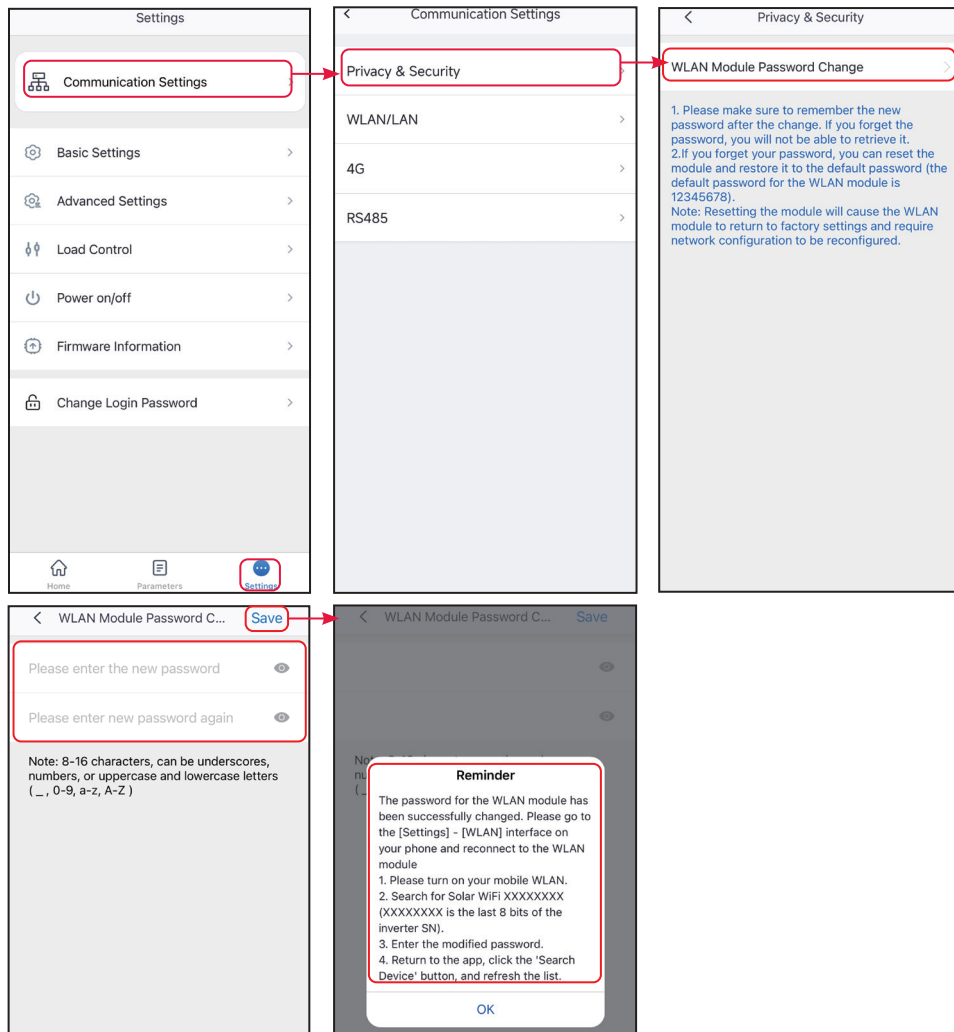 Settings
Communication Settings
Basic Settings
Advanced Settings
Load Control
Power on/off
Firmware Information
Change Login Password
Home
Parameters
Settings
Communication Settings
Privacy & Security
WLAN/LAN
4G
RS485
Privacy & Security
WLAN Module Password Change
1. Please make sure to remember the new
password after the change. If you forget the
password, you will not be able to retrieve it.
2.If you forget your password, you can reset the
module and restore it to the default password (the
default password for the WLAN module is
12345678).
Note: Resetting the module will cause the WLAN
module to return to factory settings and require
network configuration to be reconfigured.
WLAN Module Password C...
Save
Please enter the new password
Please enter new password again
Note: 8-16 characters, can be underscores,
numbers, or uppercase and lowercase letters
( _ , 0-9, a-z, A-Z )
WLAN Module Password C...
Save
Reminder
The password for the WLAN module has
been successfully changed. Please go to
the [Settings] - [WLAN] interface on
your phone and reconnect to the WLAN
module
1. Please turn on your mobile WLAN.
2. Search for Solar WiFi XXXXXXXX
(XXXXXXXX is the last 8 bits of the
inverter SN).
3. Enter the modified password.
4. Return to the app, click the 'Search
Device' button, and refresh the list.
OK